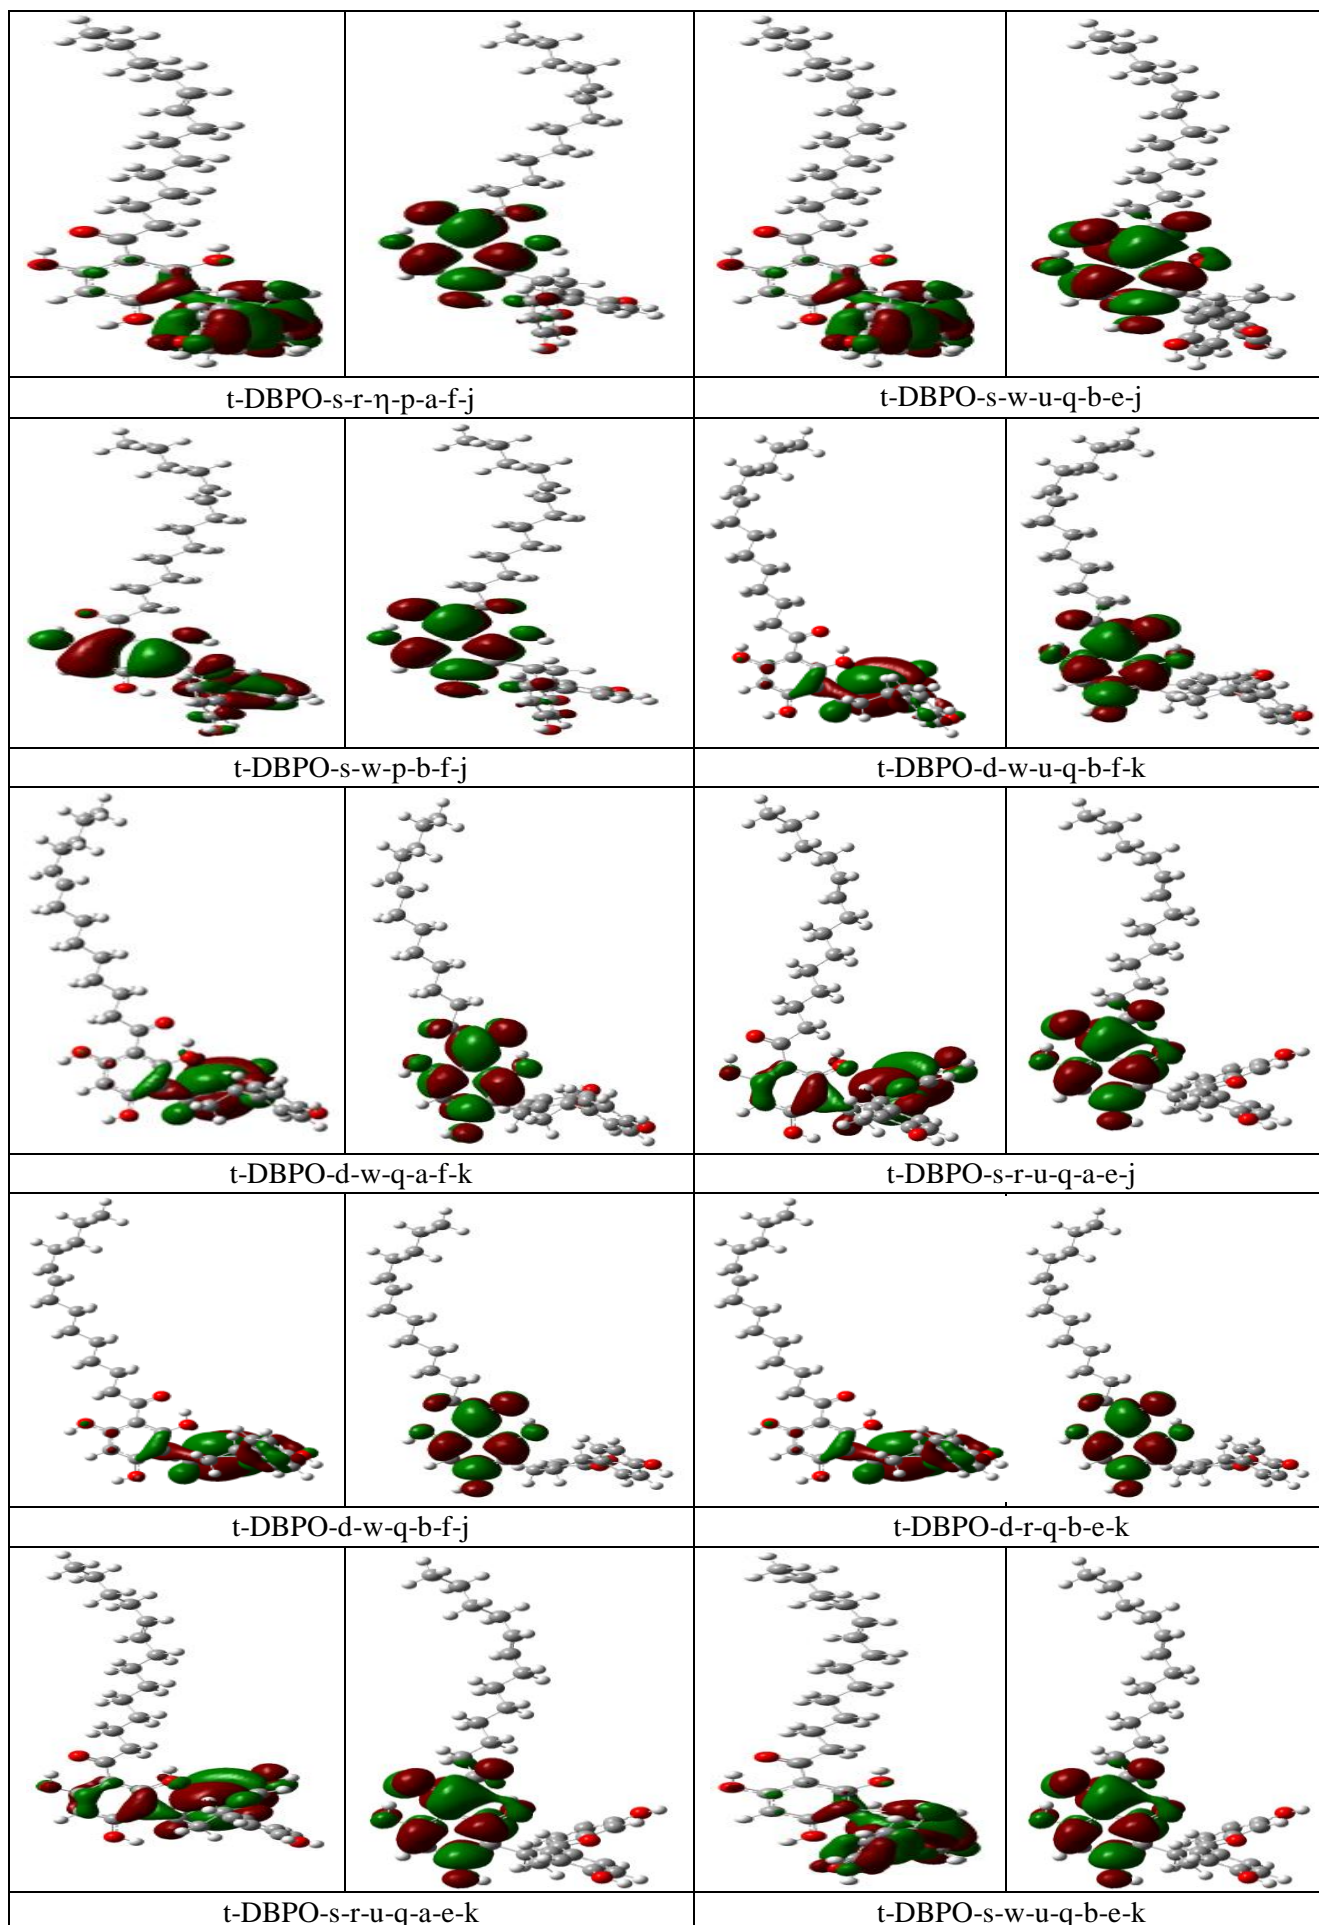 t-DBPO-s-r-η-p-a-f-j
t-DBPO-s-w-u-q-b-e-j
t-DBPO-s-w-p-b-f-j
t-DBPO-d-w-u-q-b-f-k
t-DBPO-d-w-q-a-f-k
t-DBPO-s-r-u-q-a-e-j
t-DBPO-d-w-q-b-f-j
t-DBPO-d-r-q-b-e-k
t-DBPO-s-r-u-q-a-e-k
t-DBPO-s-w-u-q-b-e-k